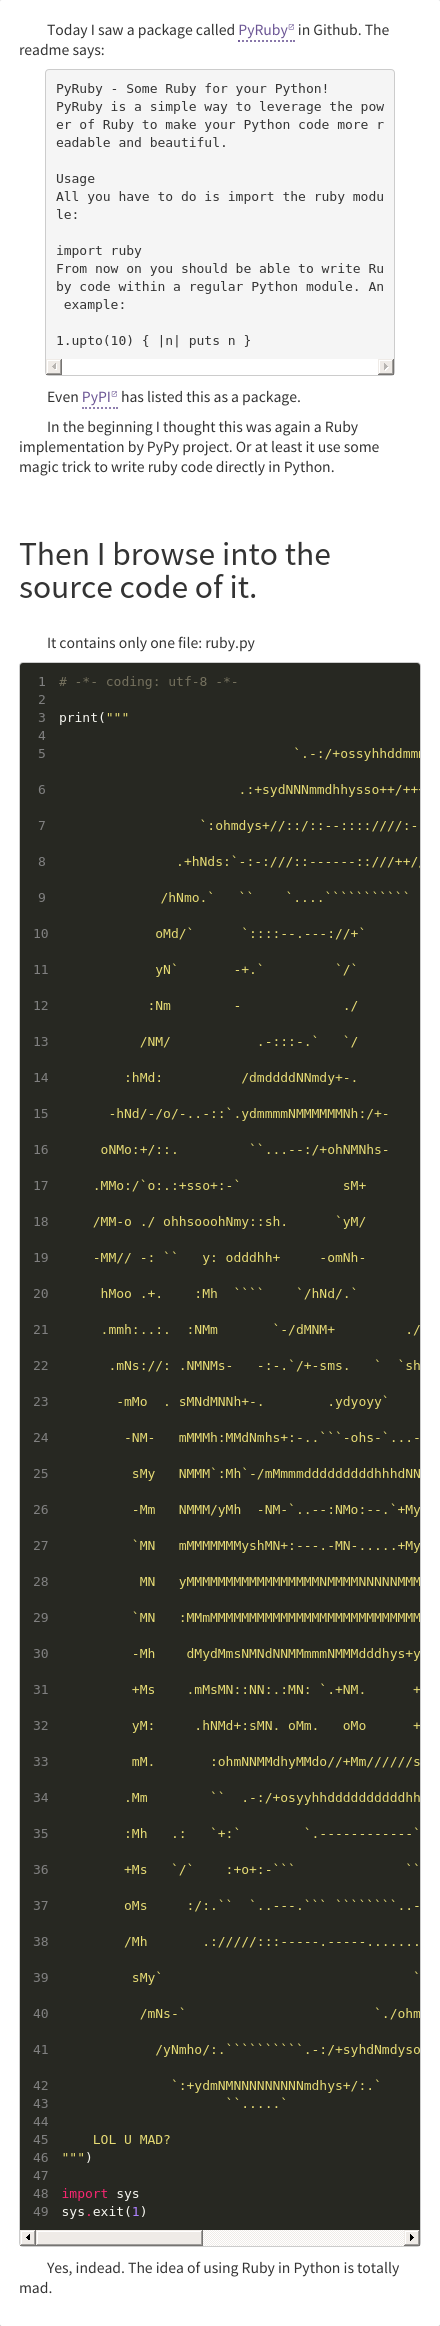 Today I saw a package called PyRuby in Github. The
readme says:
PyRuby - Some Ruby for your Python!
PyRuby is a simple way to leverage the pow
er of Ruby to make your Python code more r
eadable and beautiful.
Usage
All you have to do is import the ruby modu
le:
import ruby
From now on you should be able to write Ru
by code within a regular Python module. An
 example:
1.upto(10) { |n| puts n }
Even PyPI has listed this as a package.
In the beginning I thought this was again a Ruby
implementation by PyPy project. Or at least it use some
magic trick to write ruby code directly in Python.
Then I browse into the
source code of it.
It contains only one file: ruby.py
1 # -*- coding: utf-8 -*-
2
3 print("""
4
5                               `.-:/+ossyhhddmmm
6                        .:+sydNNNmmdhhysso++/+++
7                   `:ohmdys+//::/::--:::://///:-
8                .+hNds:`-:-:///::------:::///++//
9              /hNmo.`   ``    `....```````````
10             oMd/`      `::::--.---://+`
11             yN`       -+.`         `/`
12            :Nm        -             ./
13           /NM/           .-:::-.`   `/
14         :hMd:          /dmddddNNmdy+-.
15       -hNd/-/o/-..-::`.ydmmmmNMMMMMMNh:/+-
16      oNMo:+/::.         ``...--:/+ohNMNhs-
17     .MMo:/`o:.:+sso+:-`             sM+
18     /MM-o ./ ohhsooohNmy::sh.      `yM/
19     -MM// -: ``   y: odddhh+     -omNh-
20      hMoo .+.    :Mh  ````    `/hNd/.`
21      .mmh:..:.  :NMm       `-/dMNM+         ./
22       .mNs://: .NMNMs-   -:-.`/+-sms.   `  `sh
23        -mMo  . sMNdMNNh+-.        .ydyoyy`
24         -NM-   mMMMh:MMdNmhs+:-..```-ohs-`...-
25          sMy   NMMM`:Mh`-/mMmmmdddddddddhhhdNN
26          -Mm   NMMM/yMh  -NM-`..--:NMo:--.`+My
27          `MN   mMMMMMMMyshMN+:---.-MN-.....+My
28           MN   yMMMMMMMMMMMMMMMMMNMMMMNNNNNMMM
29          `MN   :MMmMMMMMMMMMMMMMMMMMMMMMMMMMMM
30          -Mh    dMydMmsNMNdNNMMmmmNMMMdddhys+y
31          +Ms    .mMsMN::NN:.:MN: `.+NM.      +
32          yM:     .hNMd+:sMN. oMm.   oMo      +
33          mM.       :ohmNNMMdhyMMdo//+Mm//////s
34         .Mm        ``  .-:/+osyyhhddddddddddhh
35         :Mh   .:   `+:`        `.------------`
36         +Ms   `/`    :+o+:-```              ``
37         oMs     :/:.``  `..---.``` ````````..-
38         /Mh       .://///:::-----.-----.......
39          sMy`                                `
40           /mNs-`                        `./ohm
41             /yNmho/:.``````````.-:/+syhdNmdyso
42               `:+ydmNMNNNNNNNNNmdhys+/:.`
43                      ``.....`
44
45     LOL U MAD?
46 """)
47
48 import sys
49 sys.exit(1)
Yes, indead. The idea of using Ruby in Python is totally
mad.